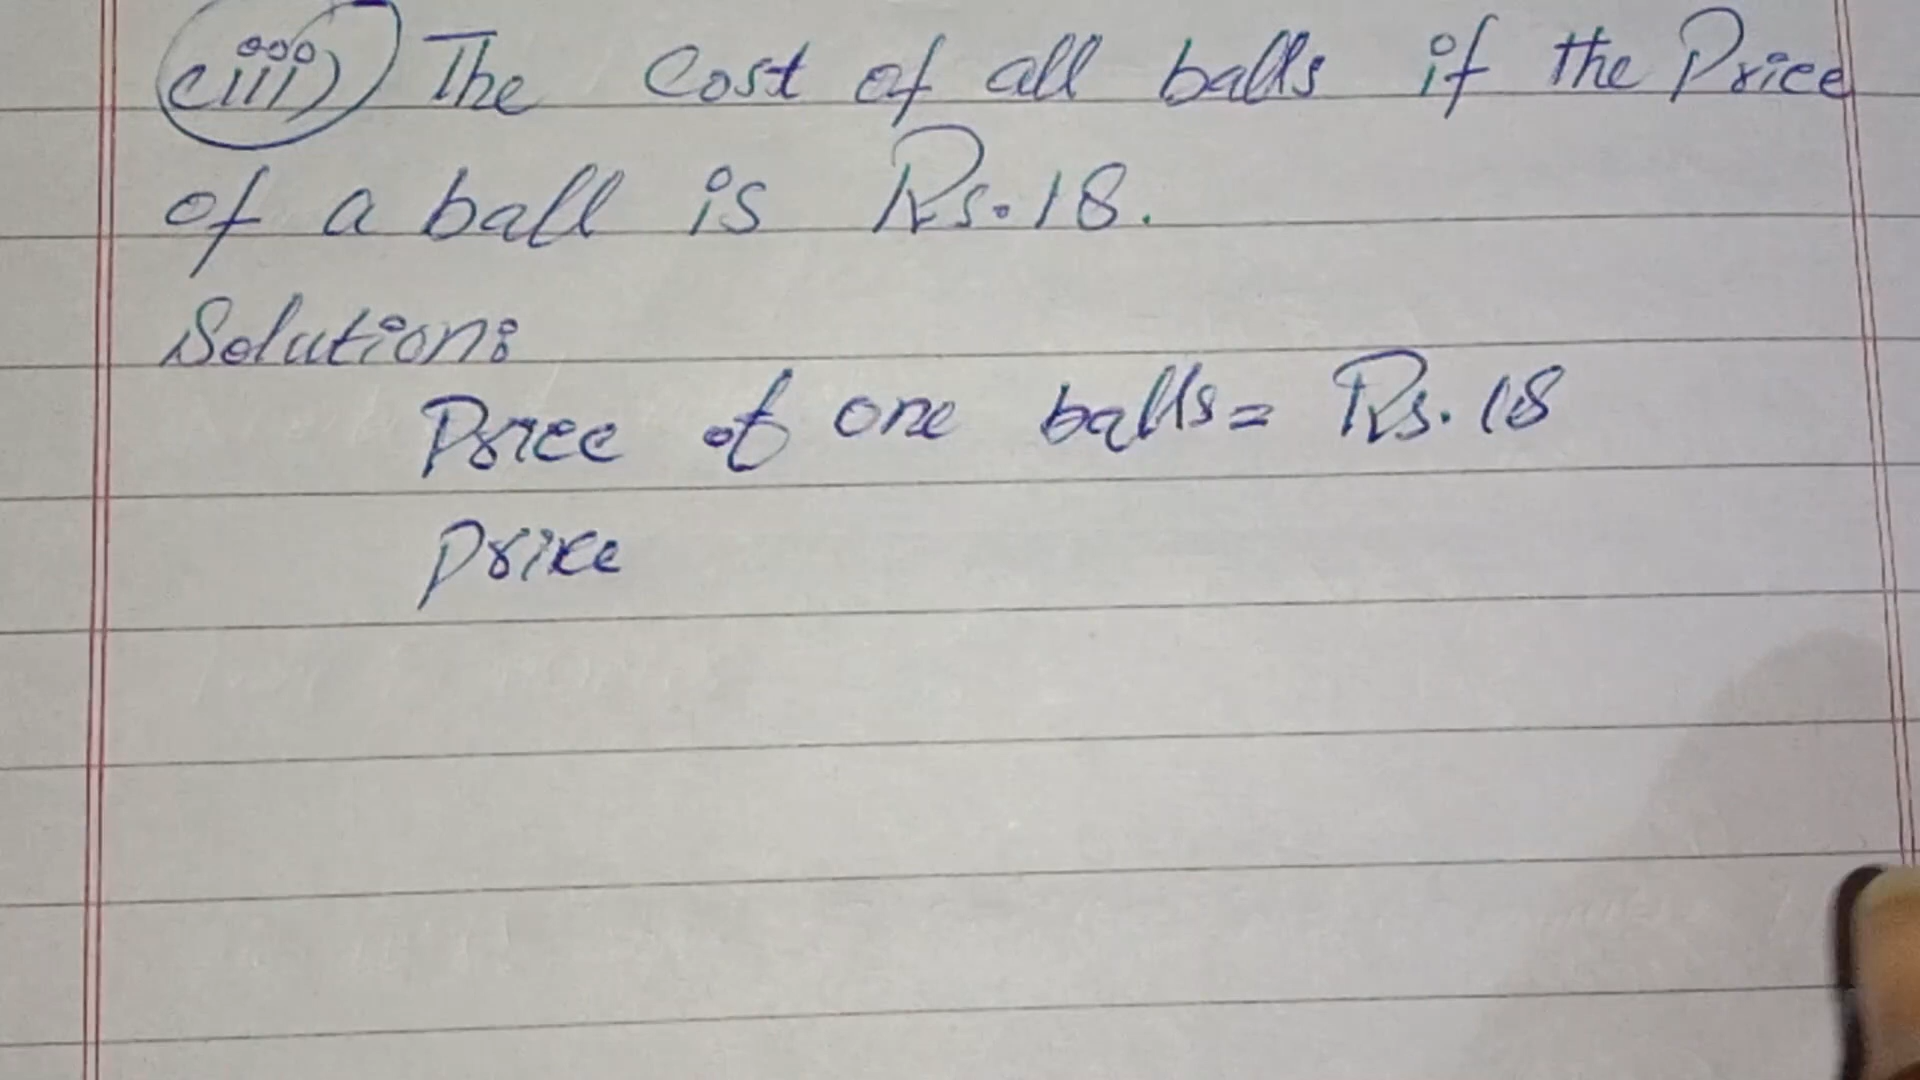 (iii) The Cost of all balls if the Price
of a ball is Rs.18.
Solution:
Price of one balls = Rs. 18
Price